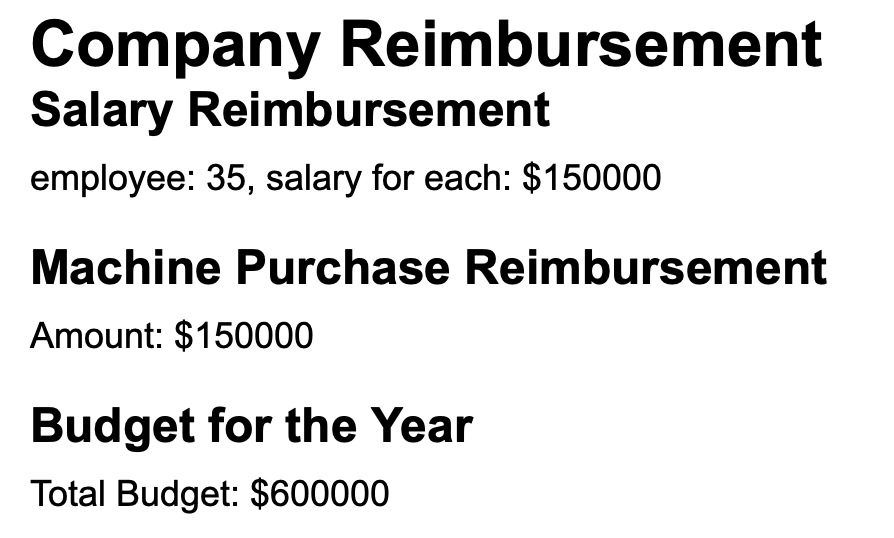 Company Reimbursement
Salary Reimbursement
employee: 35, salary for each: $150000
Machine Purchase Reimbursement
Amount: $150000
Budget for the Year
Total Budget: $600000